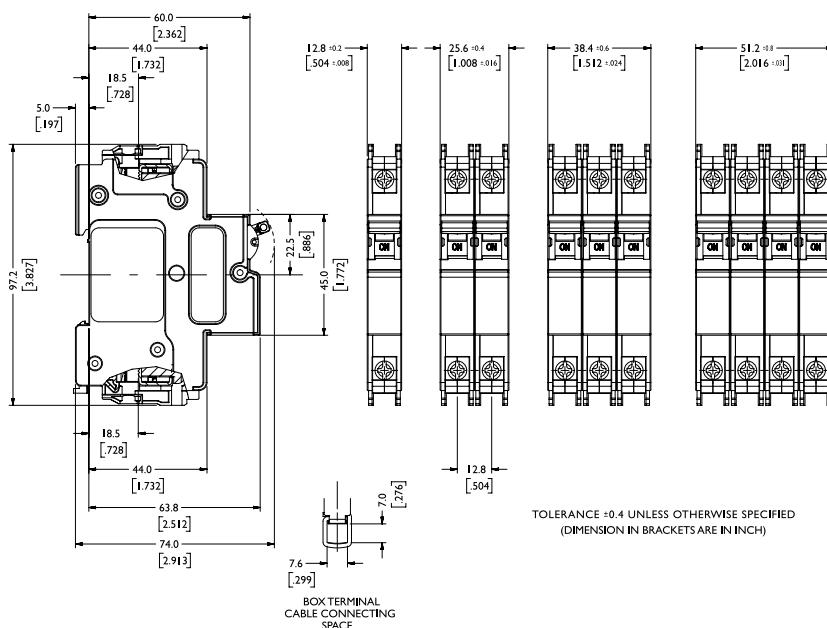 60.0
[2.362]
44.0
[1.732]
18.5
[.728]
5.0
[.197]
12.8 ±0.2
[.504 ±.008]
25.6 ±0.4
[1.008 ±.016]
38.4 ±0.6
[1.512 ±.024]
51.2 ±0.8
[2.016 ±.031]
97.2
[3.827]
22.5
[.886]
45.0
[1.772]
ON
ON
ON
ON
ON
ON
ON
ON
ON
ON
18.5
[.728]
44.0
[1.732]
63.8
[2.512]
74.0
[2.913]
7.0
[.276]
7.6
[.299]
12.8
[.504]
BOX TERMINAL
CABLE CONNECTING
SPACE
TOLERANCE ±0.4 UNLESS OTHERWISE SPECIFIED
(DIMENSION IN BRACKETS ARE IN INCH)